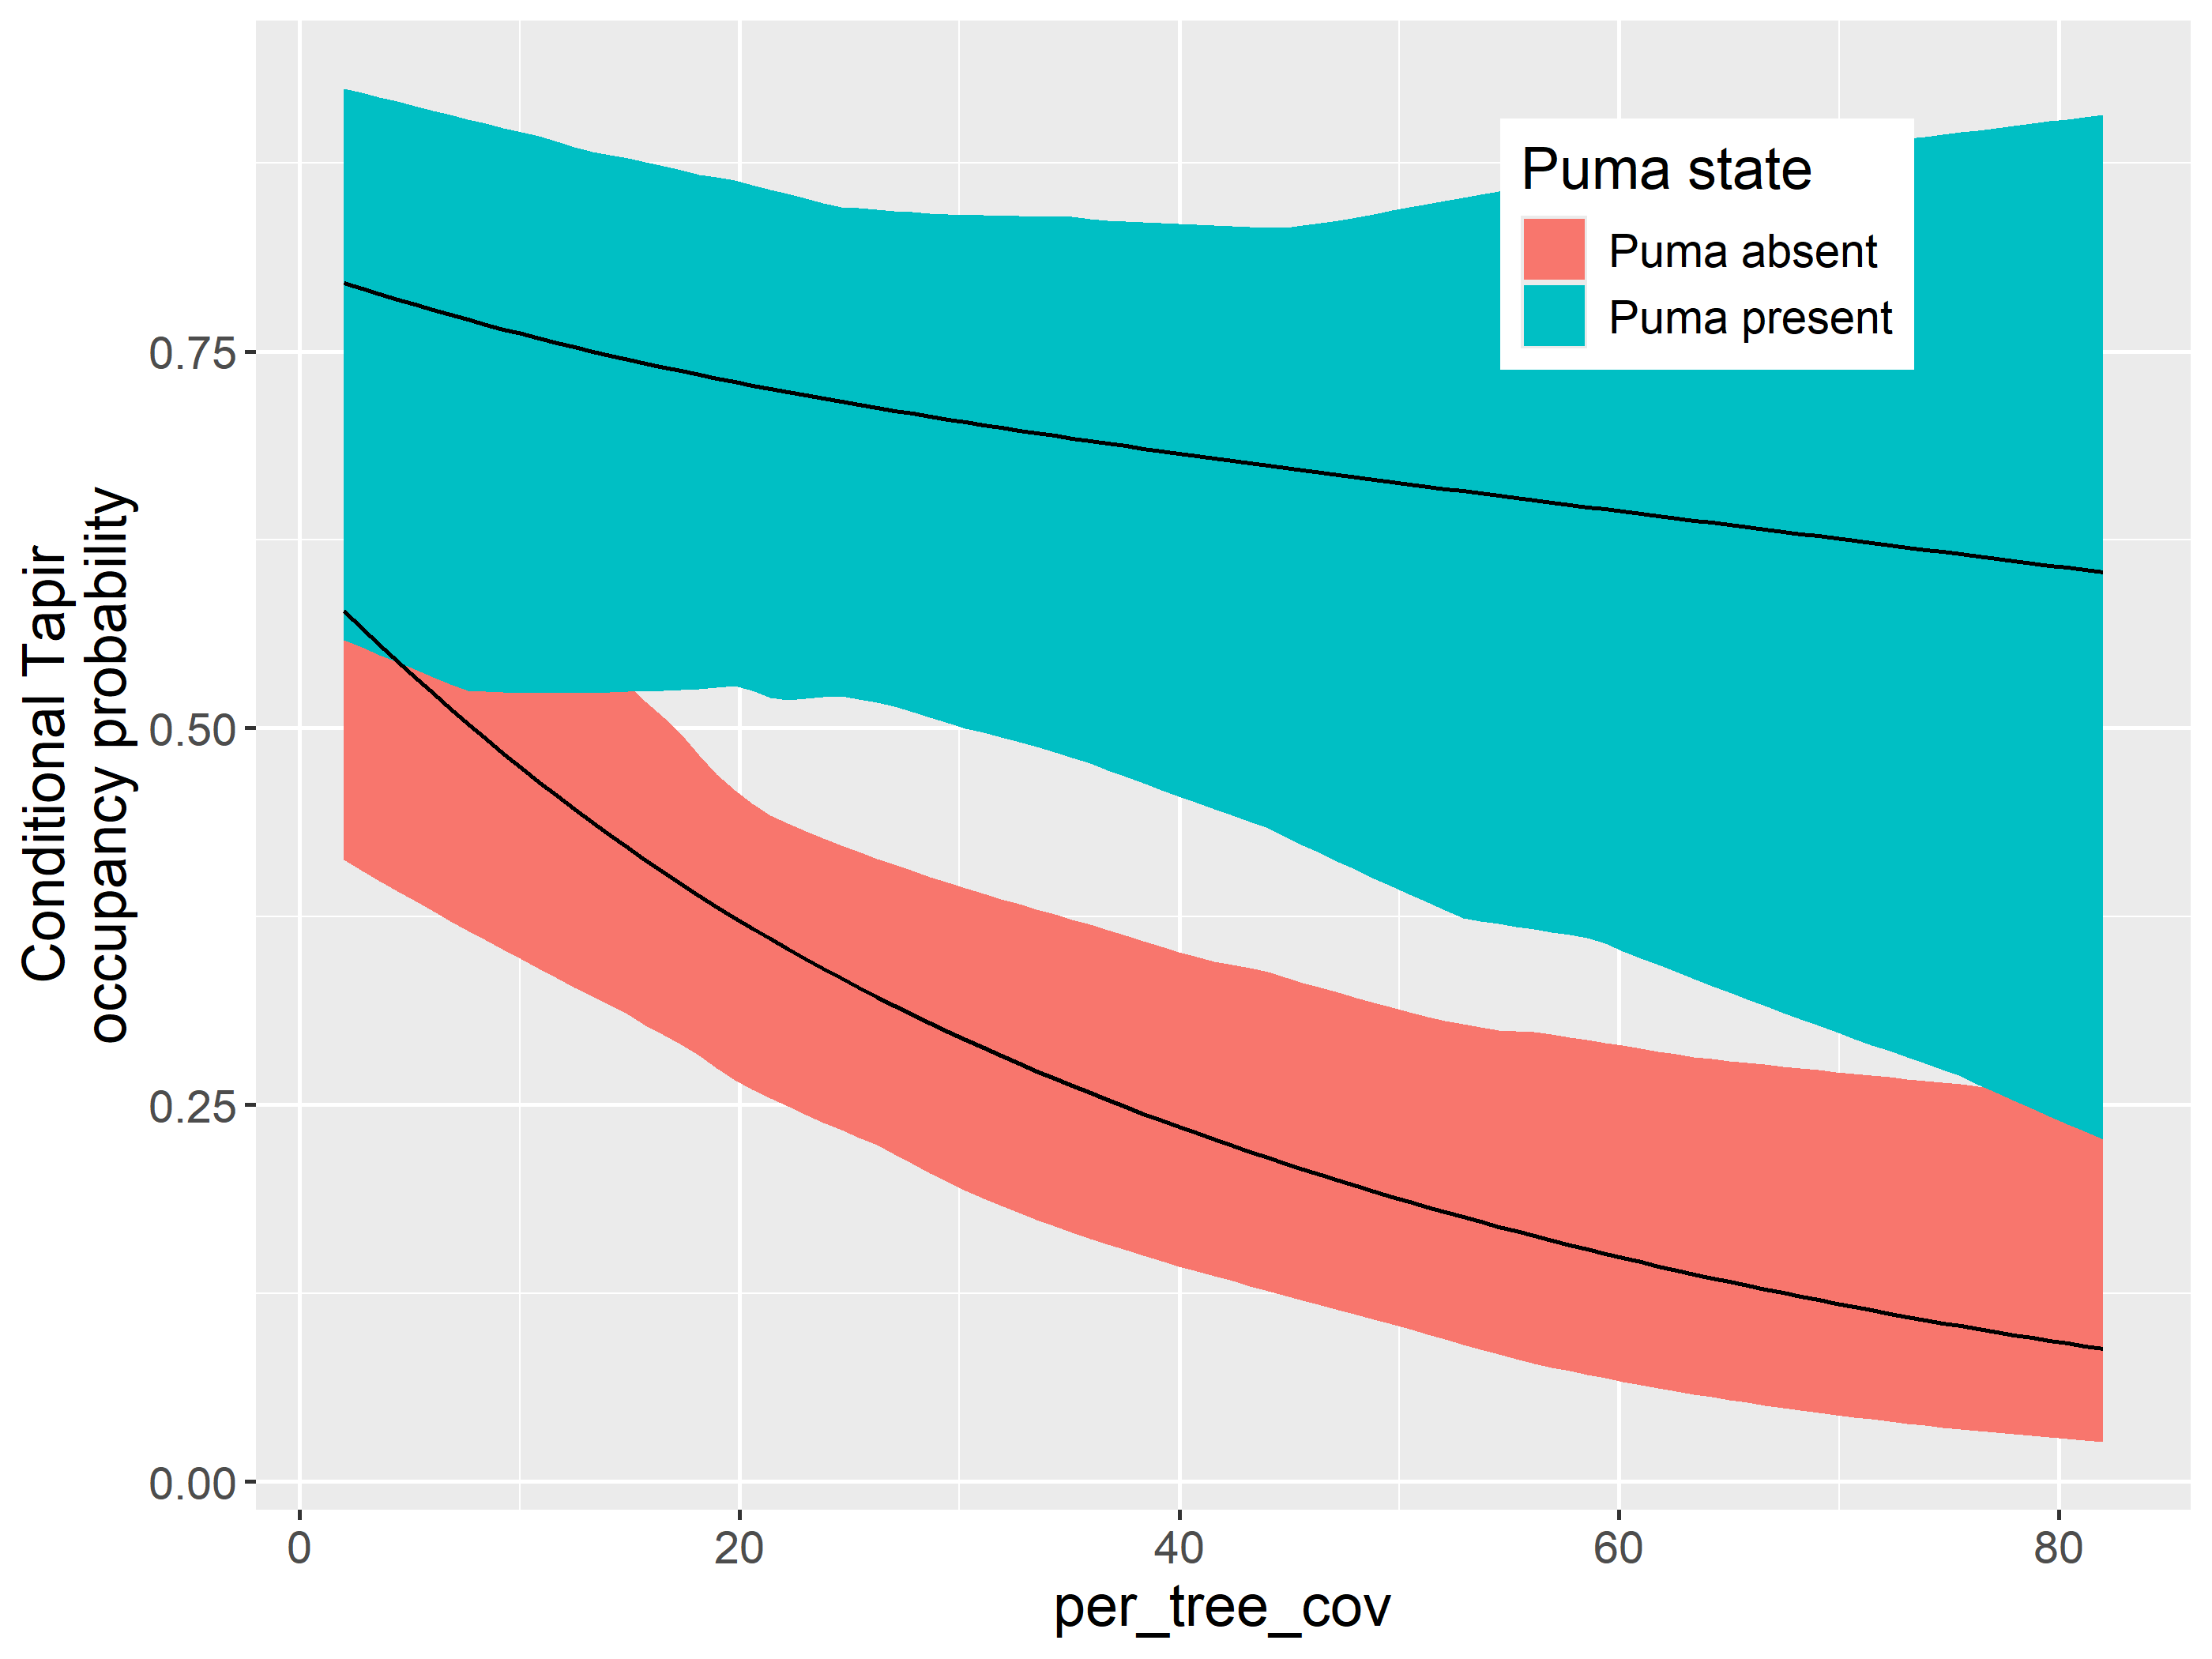 Conditional Tapir
occupancy probability
0.75
0.50
0.25
0.00
Puma state
Puma absent
Puma present
0
20
40
60
80
per_tree_cov